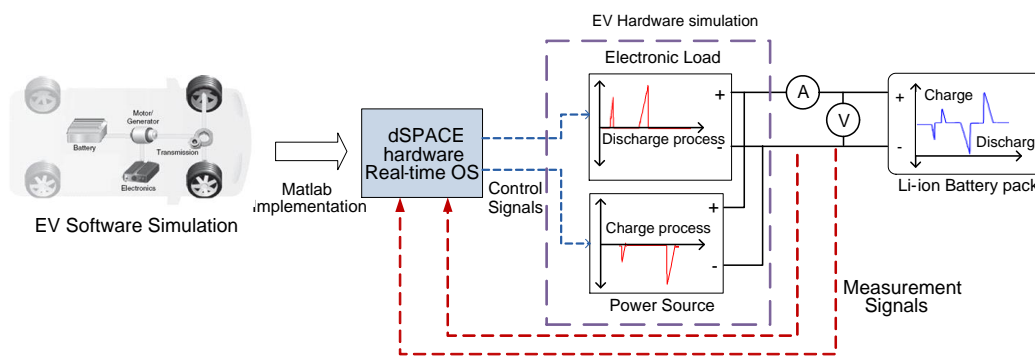 EV Hardware simulation
Electronic Load
+
Discharge process
-
A
V
+
-
Charge
Discharg
Li-ion Battery pack
Motor/
Generator
Battery
Transmission
Electronics
EV Software Simulation
Matlab
Implementation
dSPACE
hardware
Real-time OS
Control
Signals
Charge process
+
-
Power Source
Measurement
Signals